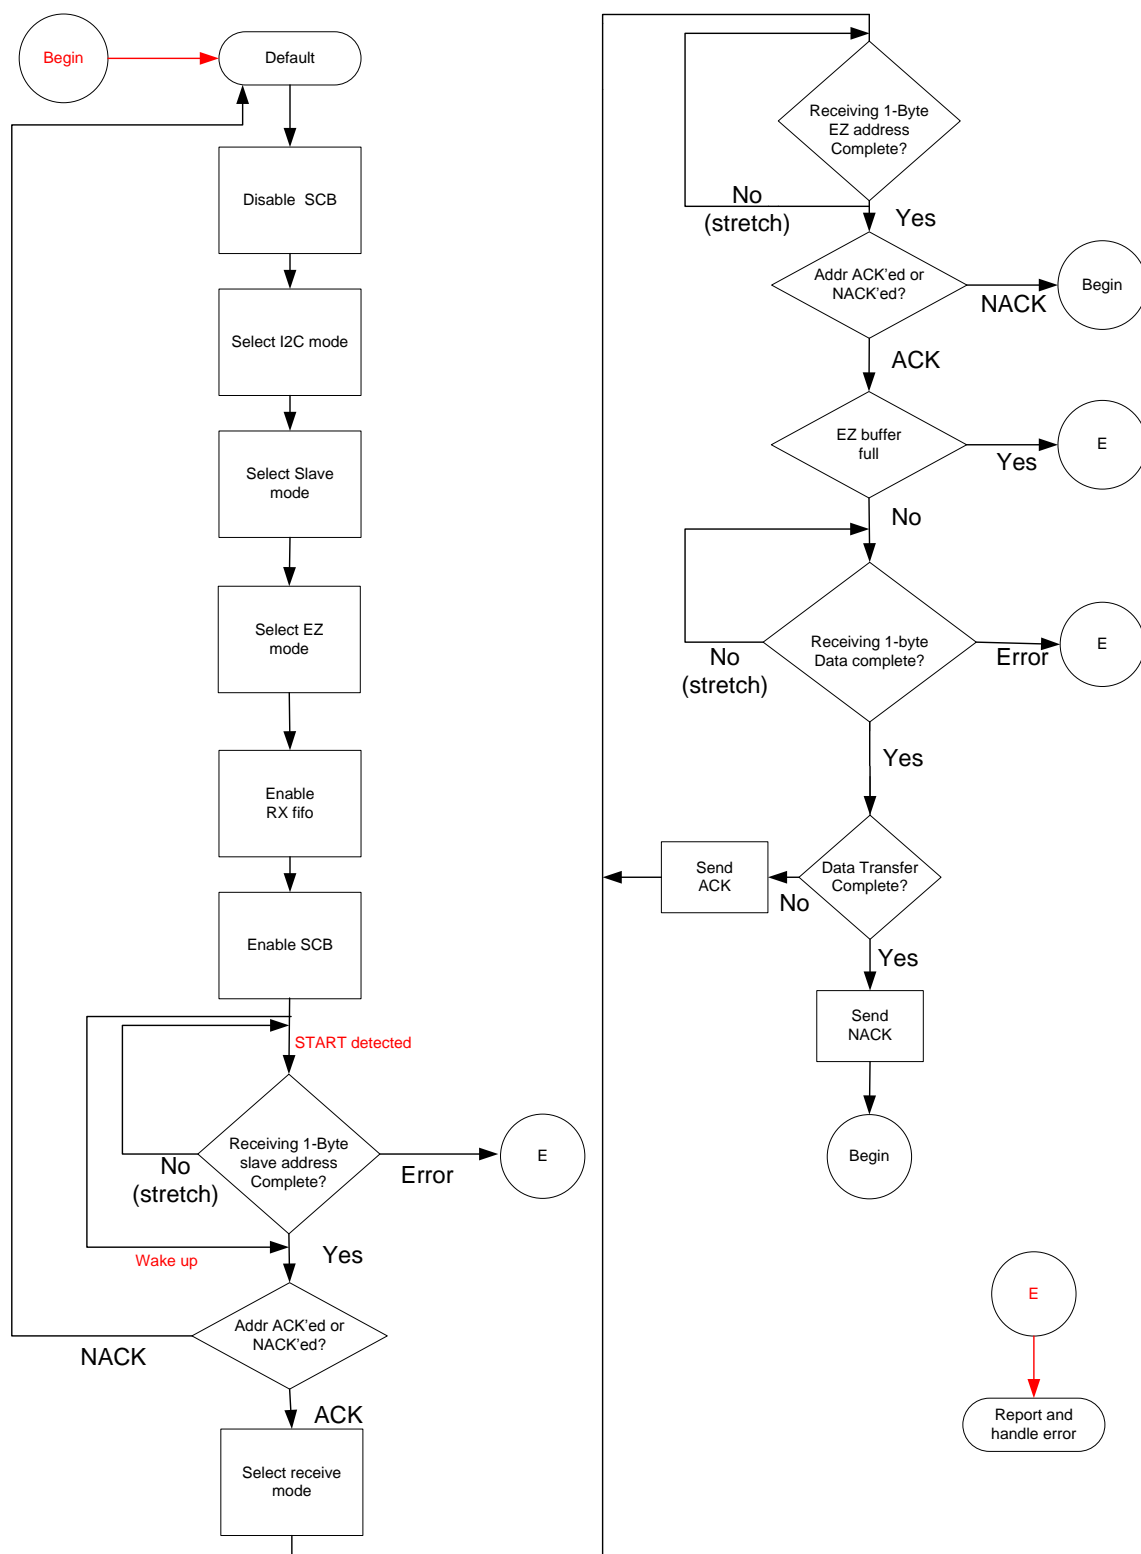 Begin
Default
Disable SCB
Select I2C mode
Select Slave
mode
Select EZ
mode
Enable
RX fifo
Enable SCB
START detected
Receiving 1-Byte
slave address
Complete?
No
(stretch)
Error
E
Wake up
Yes
Addr ACK'ed or
NACK'ed?
NACK
ACK
Select receive
mode
Receiving 1-Byte
EZ address
Complete?
No
(stretch)
Yes
Addr ACK'ed or
NACK'ed?
NACK
Begin
ACK
EZ buffer
full
Yes
E
No
Receiving 1-byte
Data complete?
No
(stretch)
Error
E
Yes
Data Transfer
Complete?
No
Send
ACK
Yes
Send
NACK
Begin
E
Report and
handle error